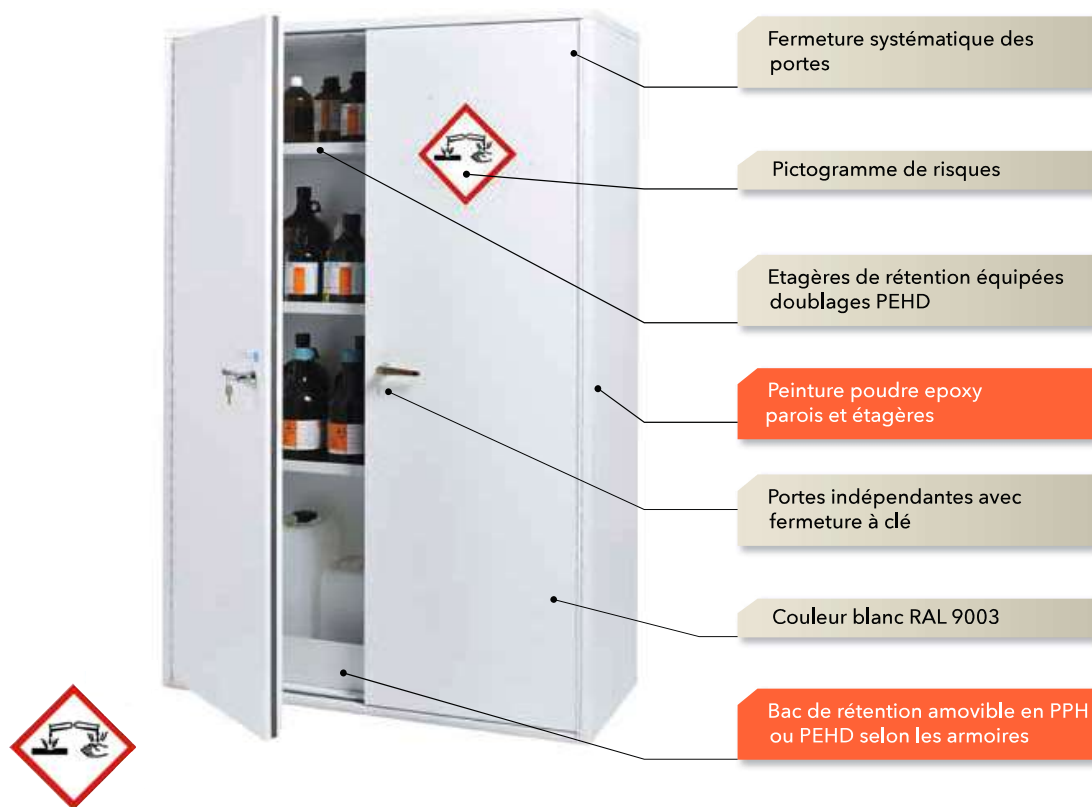 Fermeture systématique des
portes
Pictogramme de risques
Etagères de rétention équipées
doublages PEHD
Peinture poudre epoxy
parois et étagères
Portes indépendantes avec
fermeture à clé
Couleur blanc RAL 9003
Bac de rétention amovible en PPH
ou PEHD selon les armoires